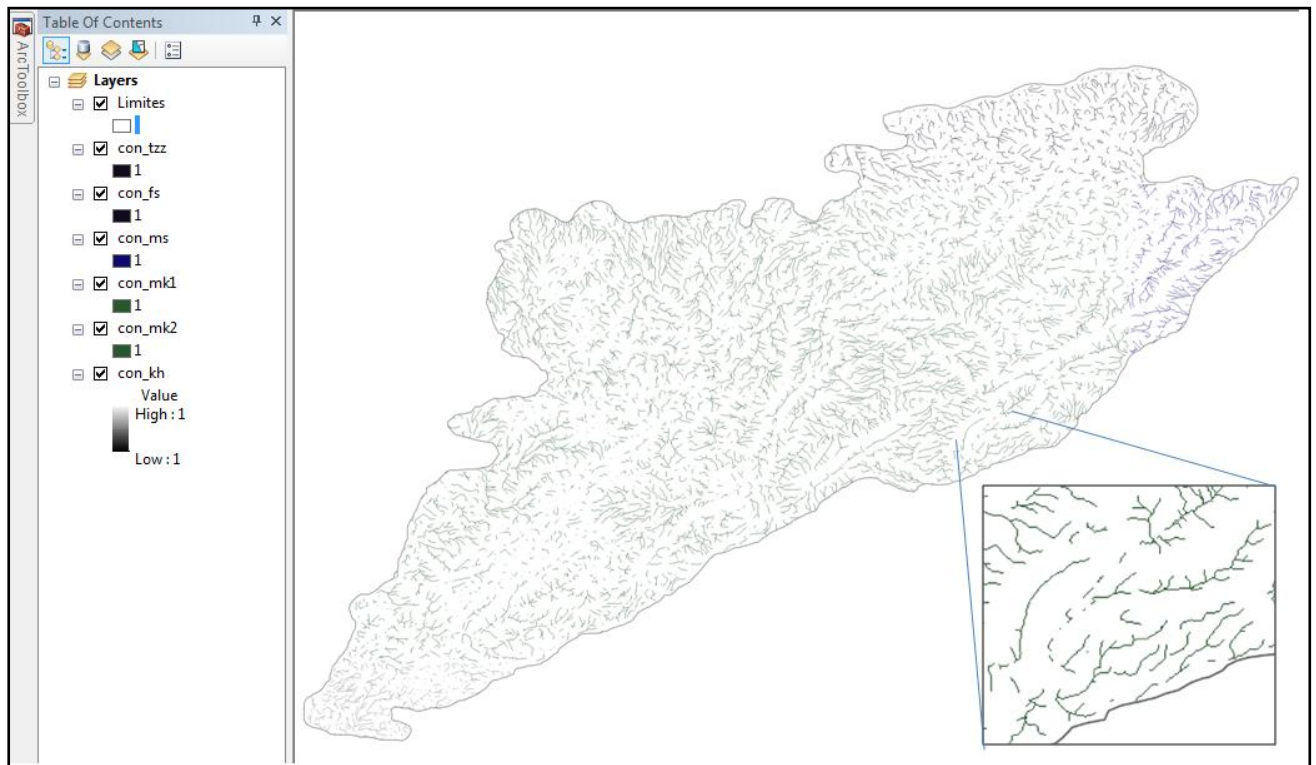 Table Of Contents
ArcToolbox
Layers
Limites
con_tzz
1
con_fs
1
con_ms
1
con_mk1
1
con_mk2
1
con_kh
Value
High : 1
Low : 1